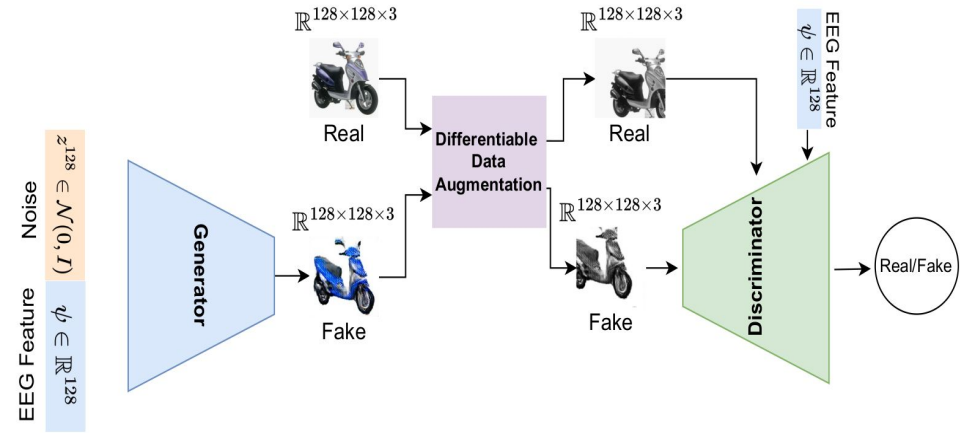 Noise
z^128 ∈ 𝒩(0, I)
EEG Feature
ψ ∈ ℝ^128
Generator
ℝ^128×128×3
Real
ℝ^128×128×3
Fake
Differentiable
Data
Augmentation
ℝ^128×128×3
Real
ℝ^128×128×3
Fake
EEG Feature
ψ ∈ ℝ^128
Discriminator
Real/Fake